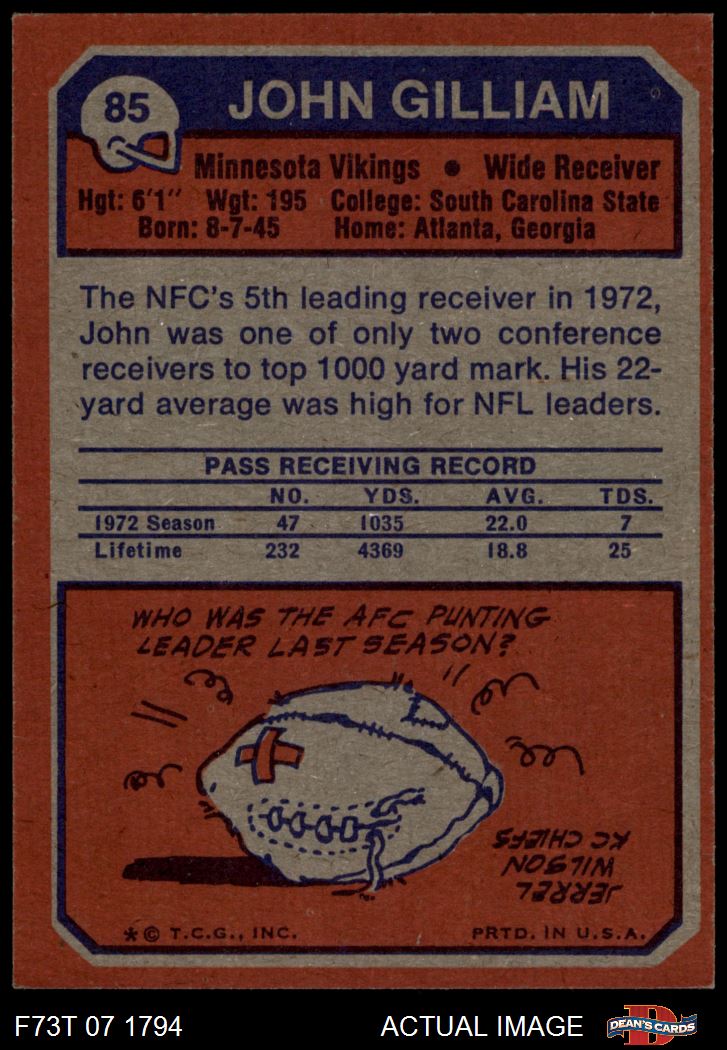 85
JOHN GILLIAM
Minnesota Vikings • Wide Receiver
Hgt: 6'1" Wgt: 195 College: South Carolina State
Born: 8-7-45 Home: Atlanta, Georgia
The NFC's 5th leading receiver in 1972,
John was one of only two conference
receivers to top 1000 yard mark. His 22-
yard average was high for NFL leaders.
PASS RECEIVING RECORD
NO. YDS. AVG. TDS.
1972 Season 47 1035 22.0 7
Lifetime 232 4369 18.8 25
WHO WAS THE AFC PUNTING
LEADER LAST SEASON?
JERREL
WILSON
KC CHIEFS
* © T.C.G., INC. PRTD. IN U.S.A.
F73T 07 1794 ACTUAL IMAGE DEAN'S CARDS